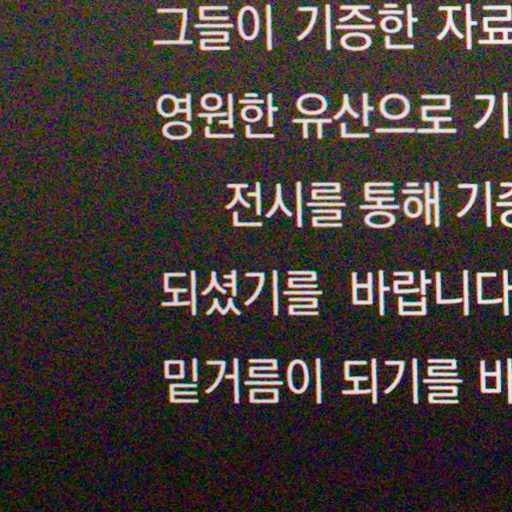 그들이 기증한 자료
영원한 유산으로 기
전시를 통해 기증
되셨기를 바랍니다
밑거름이 되기를 바